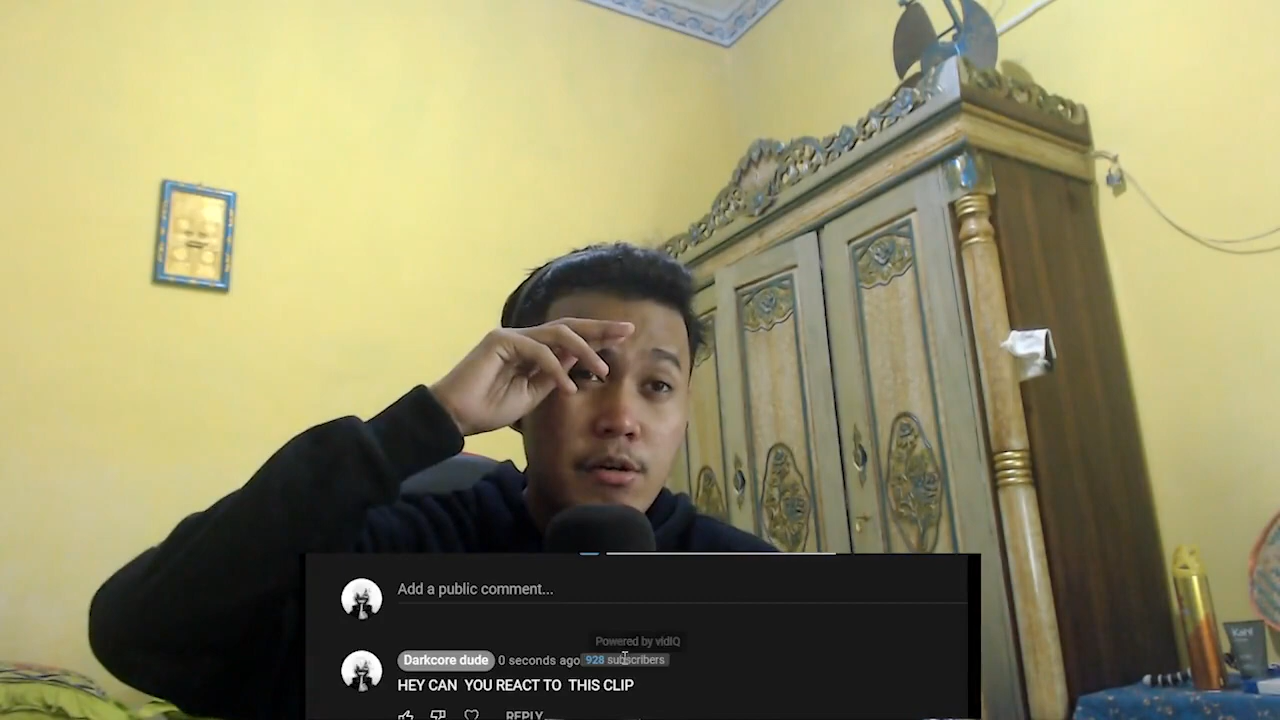 Add a public comment...
Powered by vidIQ
Darkcore dude 0 seconds ago 928 subscribers
HEY CAN YOU REACT TO THIS CLIP
REPLY